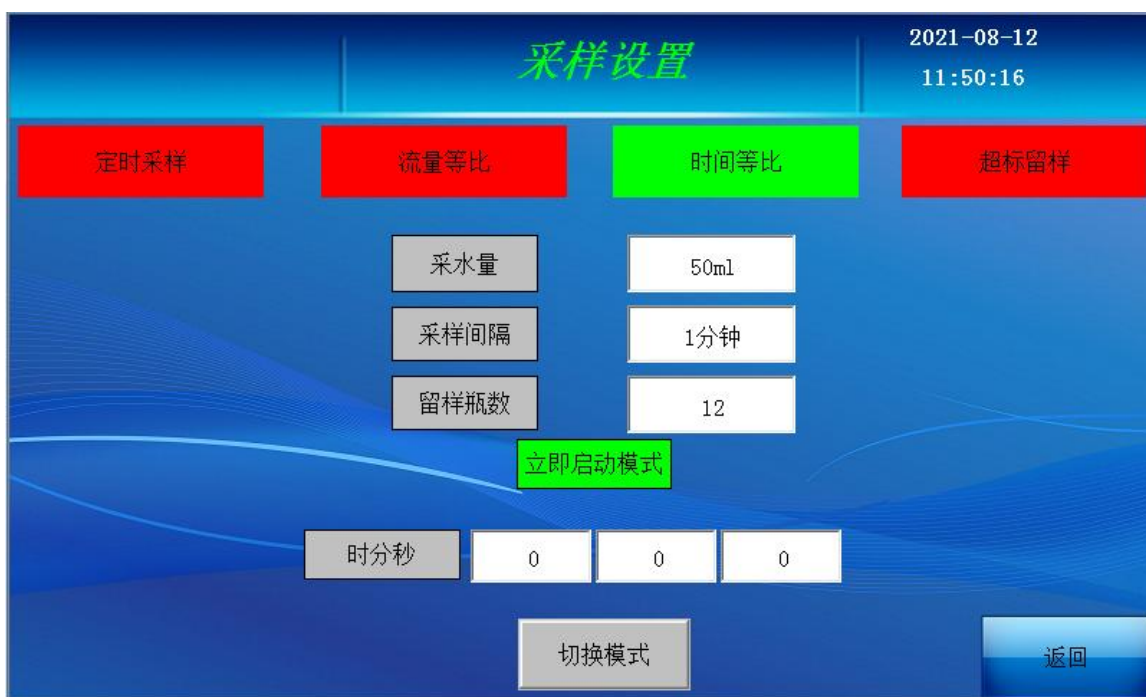 采样设置
2021-08-12
11:50:16
定时采样 流量等比 时间等比 超标留样
采水量 50ml
采样间隔 1分钟
留样瓶数 12
立即启动模式
时分秒 0 0 0
切换模式
返回